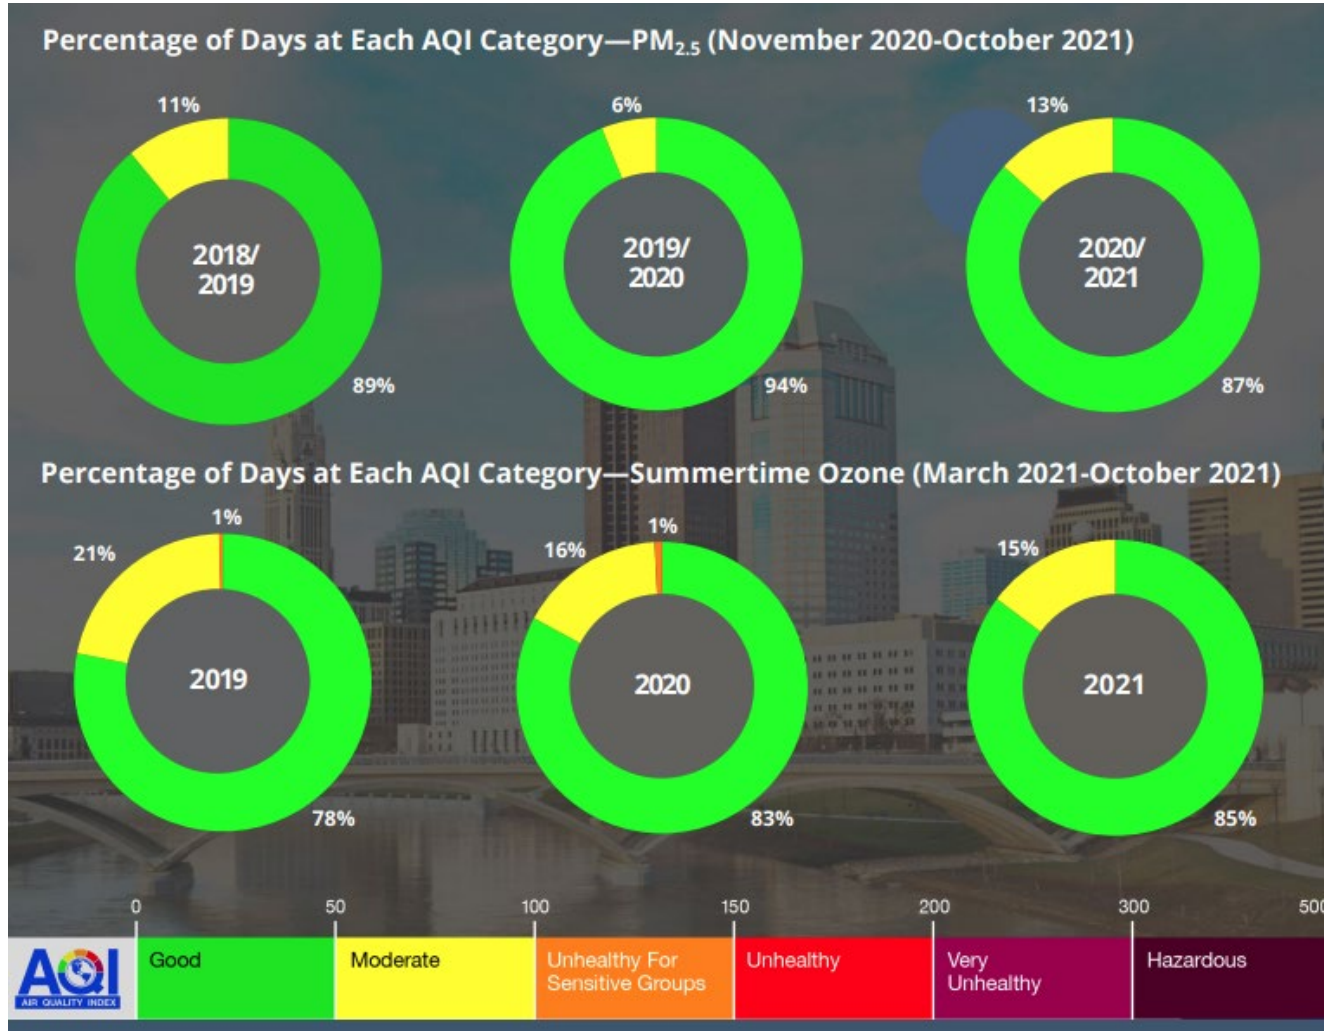 Percentage of Days at Each AQI Category—PM2.5 (November 2020-October 2021)
11%
6%
13%
2018/
2019
2019/
2020
2020/
2021
89%
94%
87%
Percentage of Days at Each AQI Category—Summertime Ozone (March 2021-October 2021)
1%
21%
1%
16%
15%
2019
2020
2021
78%
83%
85%
0 50 100 150 200 300 500
AQI
AIR QUALITY INDEX
Good
Moderate
Unhealthy For
Sensitive Groups
Unhealthy
Very
Unhealthy
Hazardous